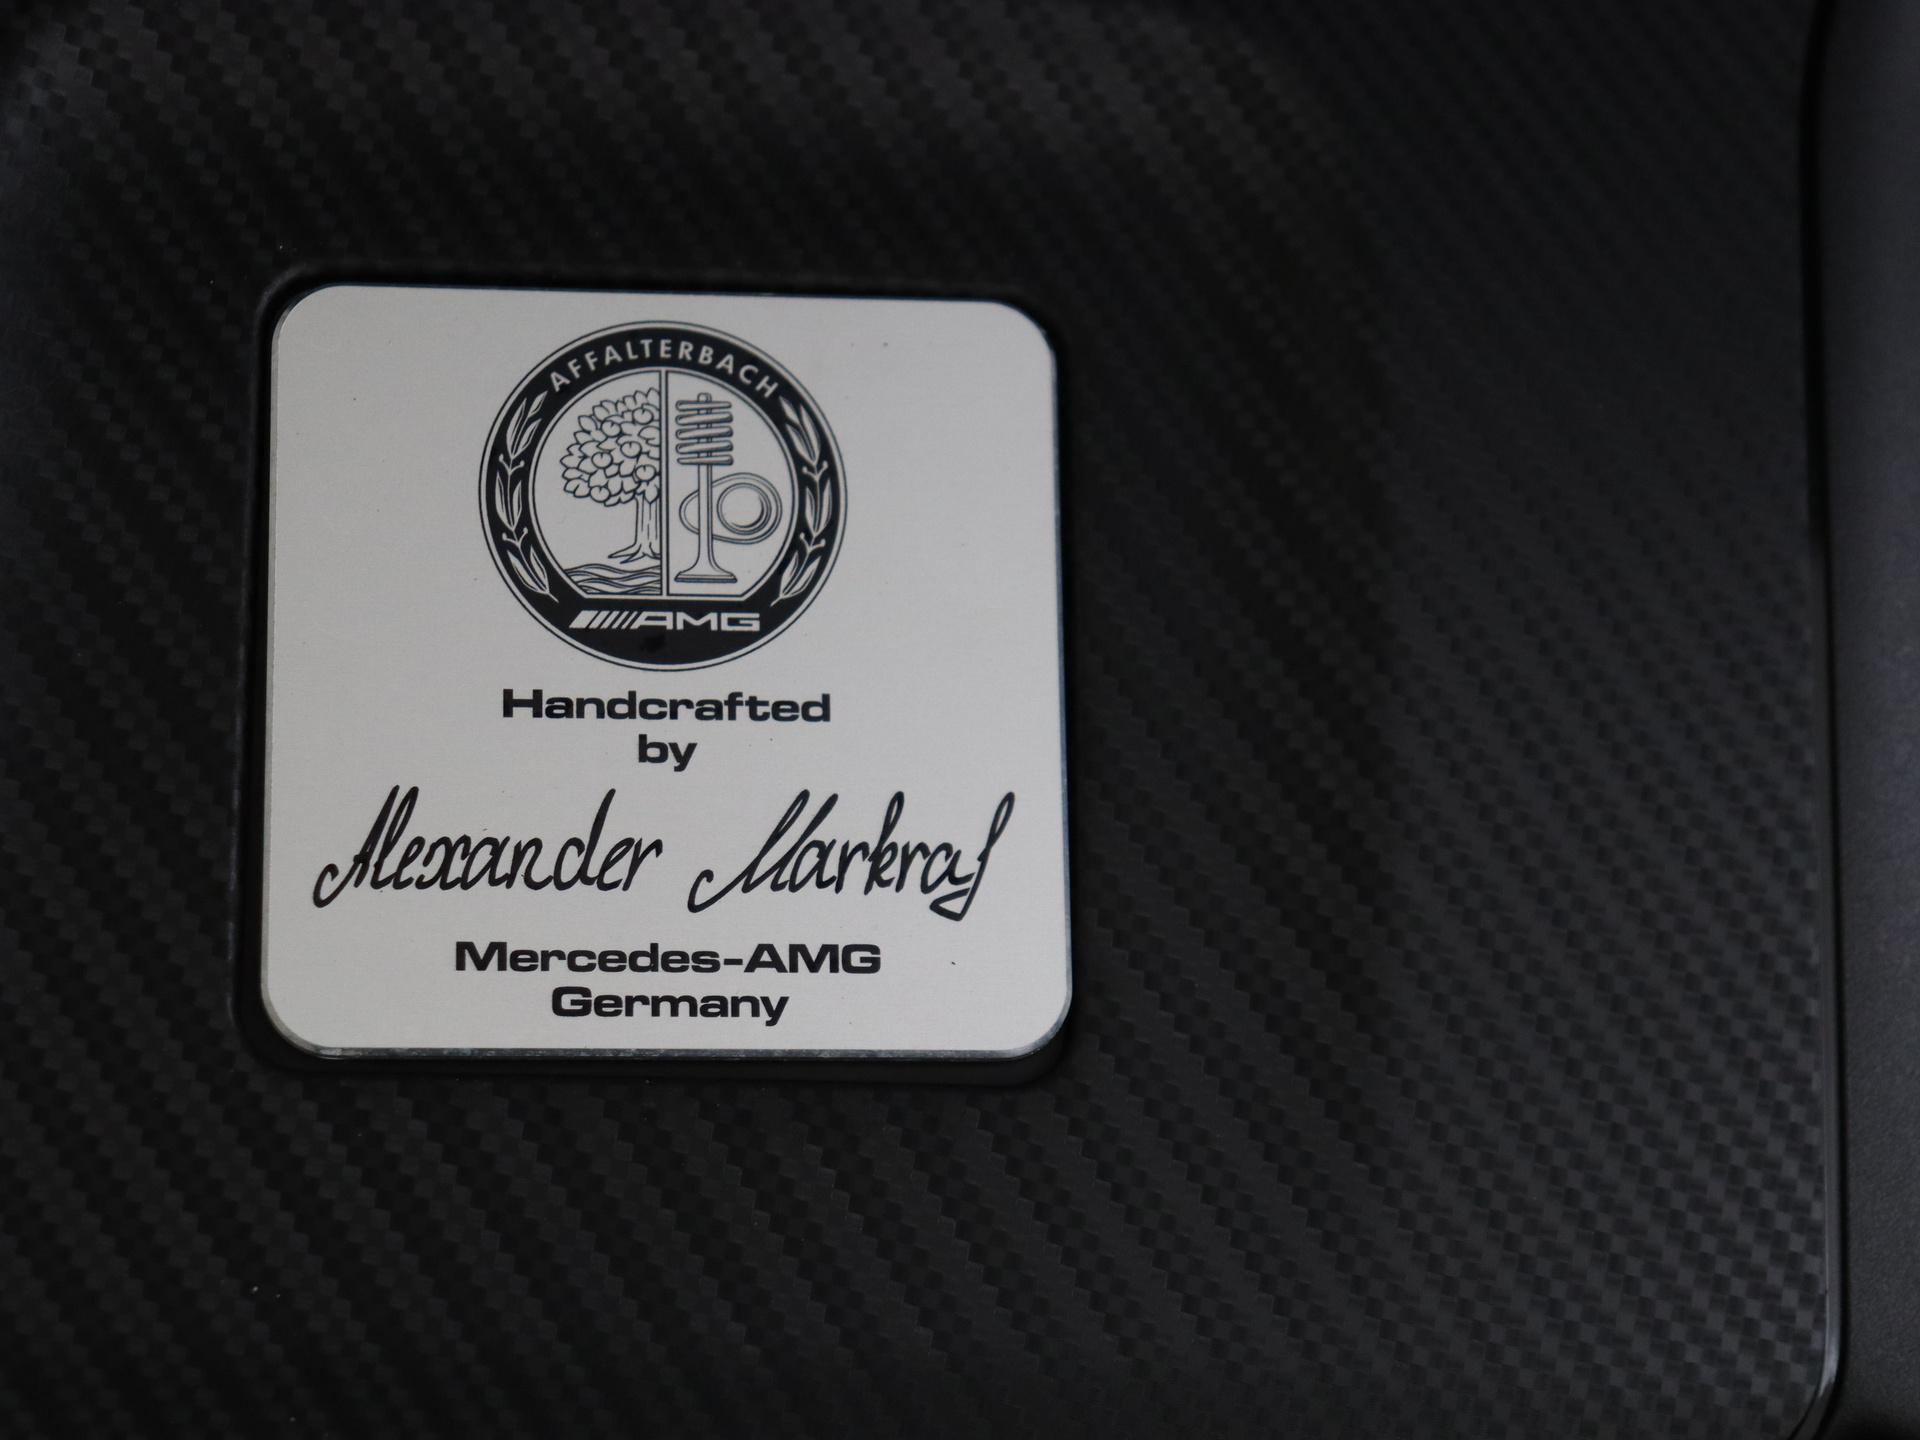 AFFALTERBACH
AMG
Handcrafted
by
Alexander Markraf
Mercedes-AMG
Germany